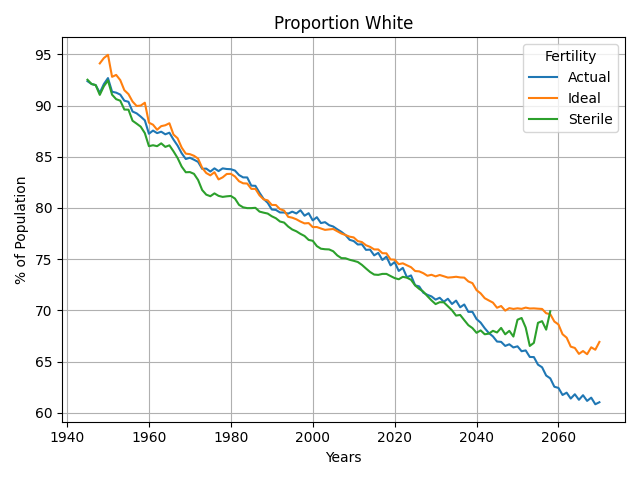 Proportion White
95
90
85
80
75
70
65
60
% of Population
Fertility
Actual
Ideal
Sterile
1940 1960 1980 2000 2020 2040 2060
Years